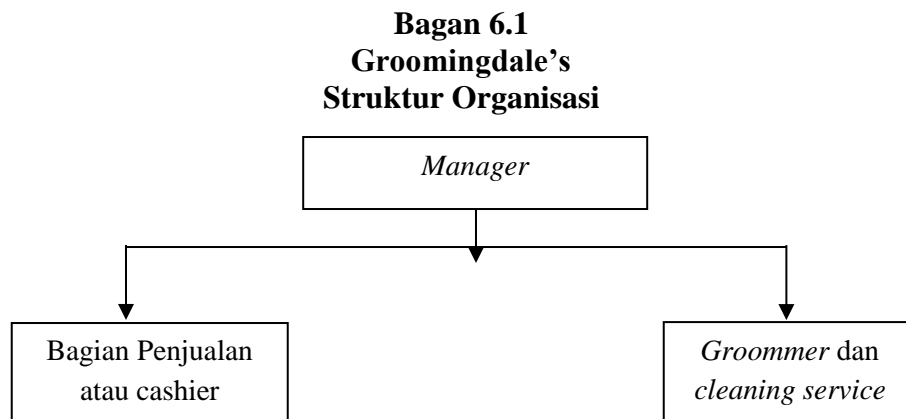 Bagan 6.1
Groomingdale’s
Struktur Organisasi
Manager
Bagian Penjualan
atau cashier
Groommer dan
cleaning service